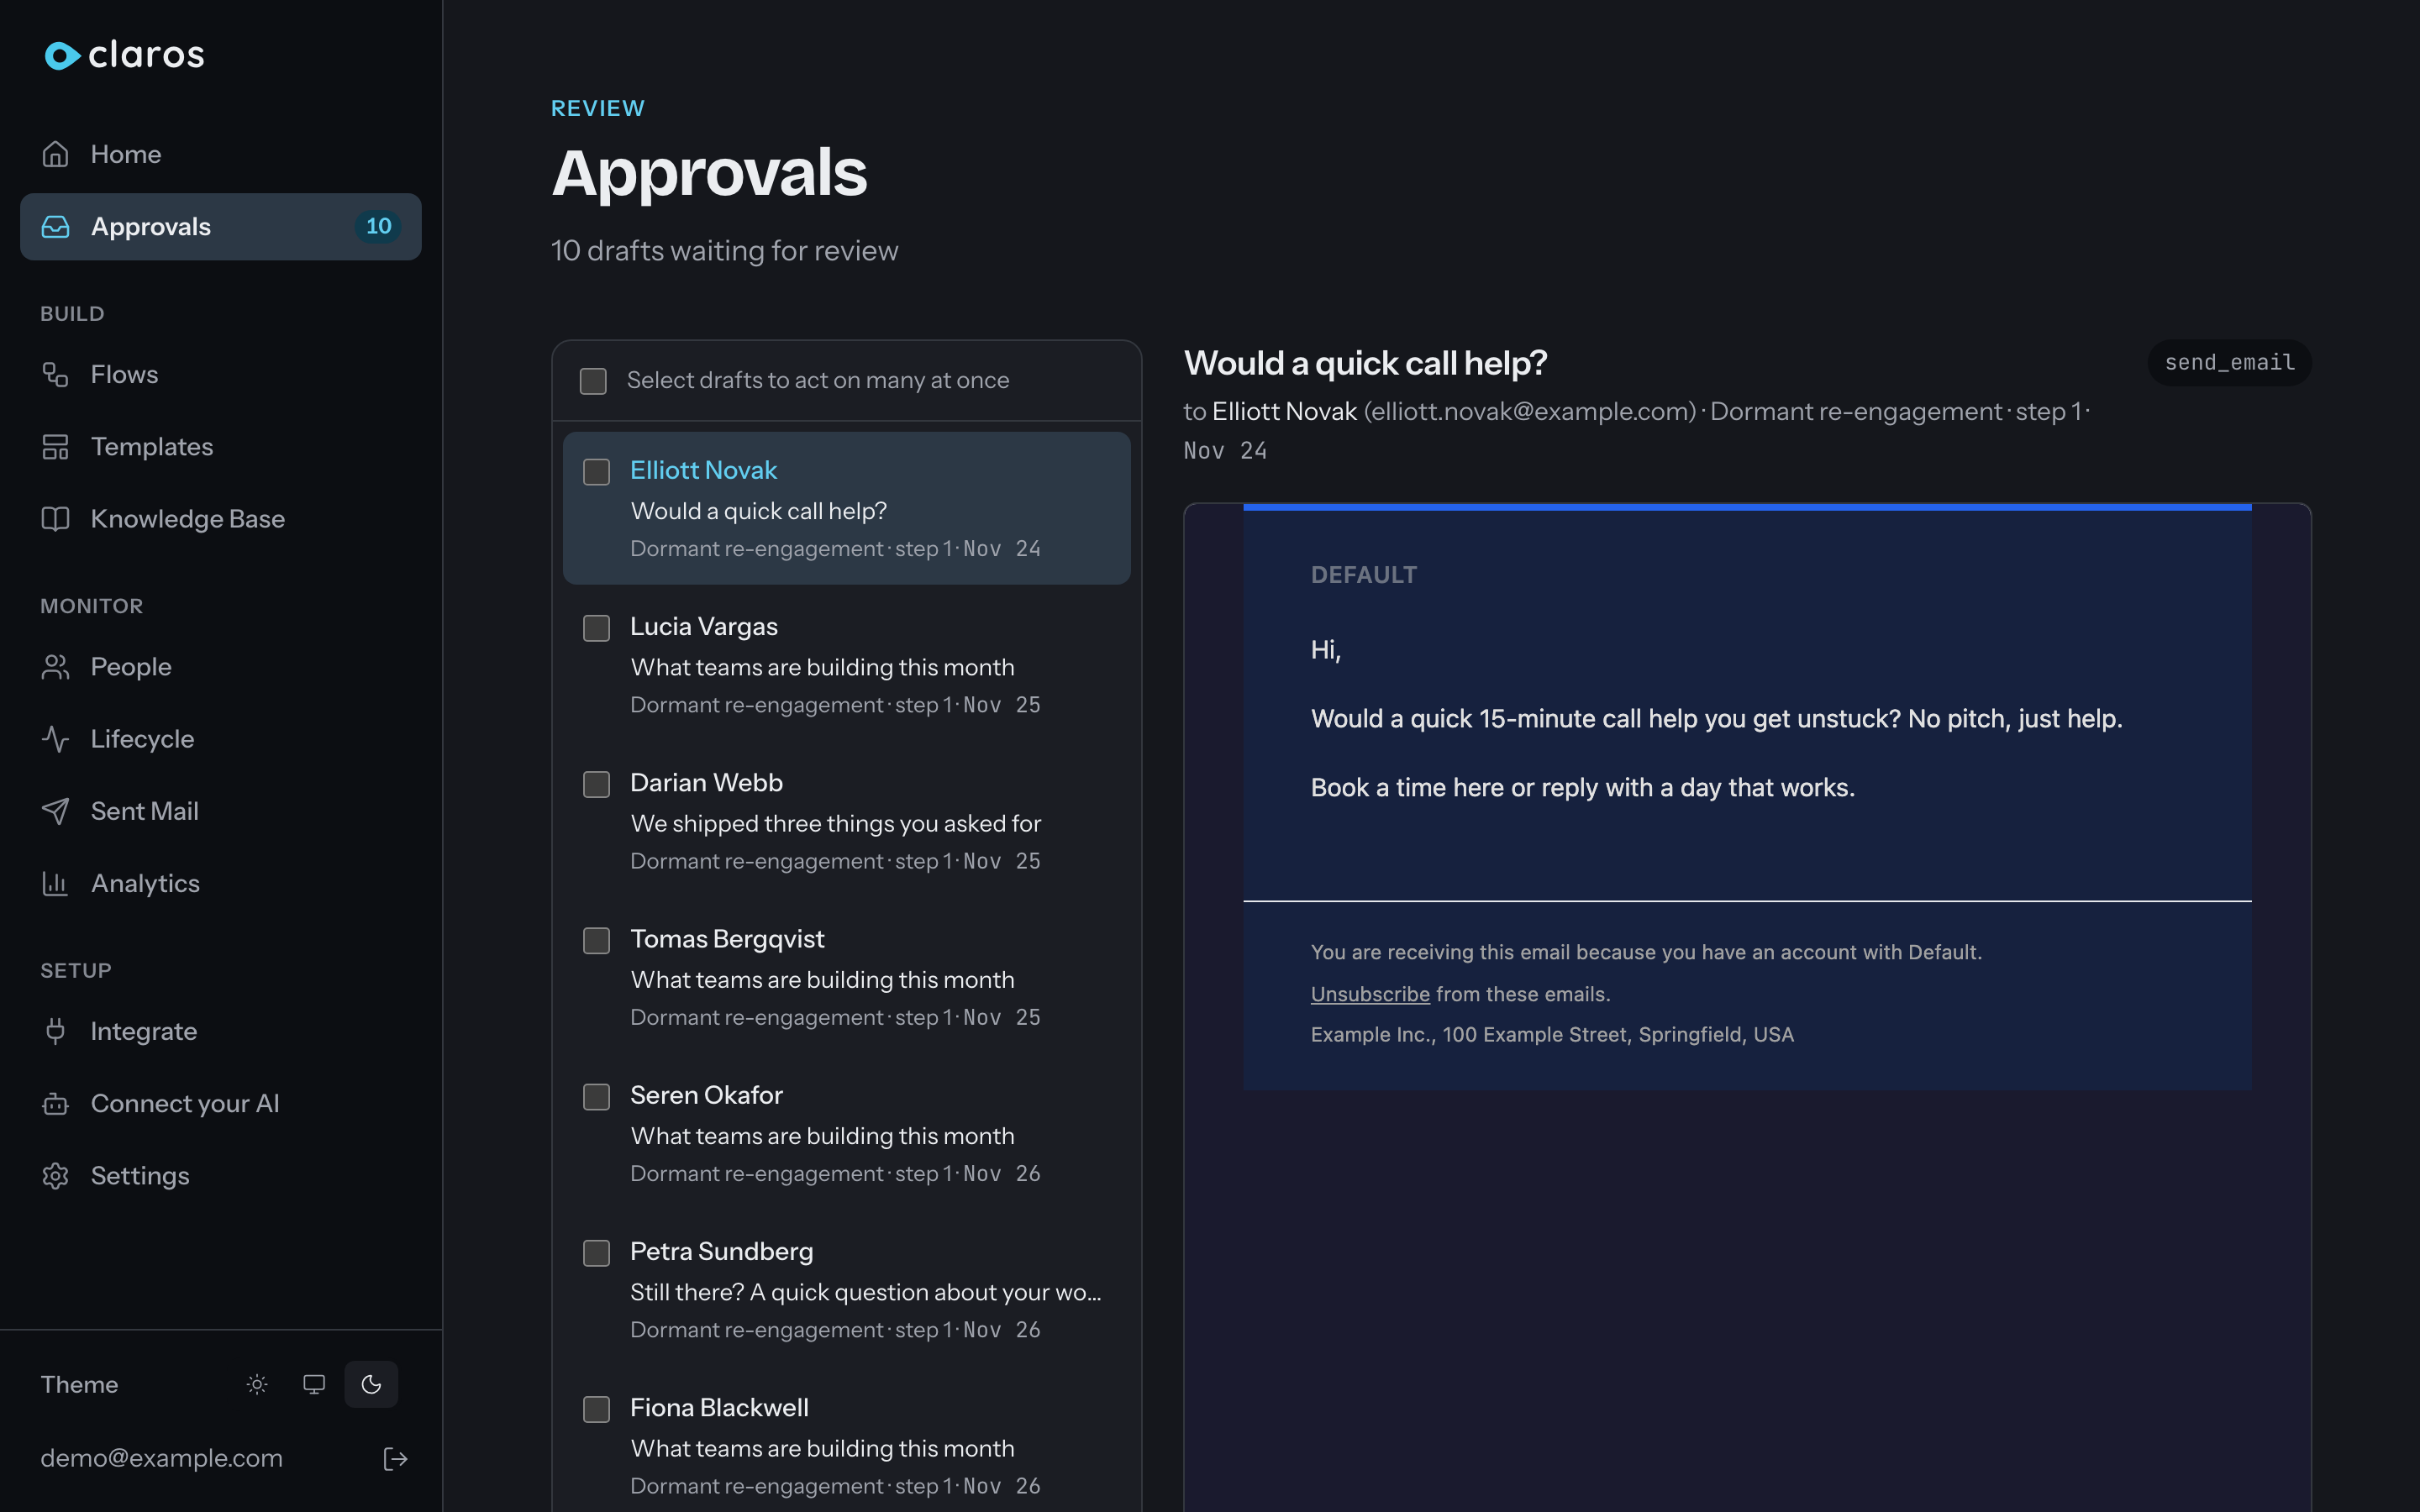 claros
Home
Approvals 10
BUILD
Flows
Templates
Knowledge Base
MONITOR
People
Lifecycle
Sent Mail
Analytics
SETUP
Integrate
Connect your AI
Settings
Theme
demo@example.com
REVIEW
Approvals
10 drafts waiting for review
Select drafts to act on many at once
Elliott Novak
Would a quick call help?
Dormant re-engagement · step 1 · Nov 24
Lucia Vargas
What teams are building this month
Dormant re-engagement · step 1 · Nov 25
Darian Webb
We shipped three things you asked for
Dormant re-engagement · step 1 · Nov 25
Tomas Bergqvist
What teams are building this month
Dormant re-engagement · step 1 · Nov 25
Seren Okafor
What teams are building this month
Dormant re-engagement · step 1 · Nov 26
Petra Sundberg
Still there? A quick question about your wo...
Dormant re-engagement · step 1 · Nov 26
Fiona Blackwell
What teams are building this month
Dormant re-engagement · step 1 · Nov 26
Would a quick call help?
send_email
to Elliott Novak (elliott.novak@example.com) · Dormant re-engagement · step 1 ·
Nov 24
DEFAULT
Hi,
Would a quick 15-minute call help you get unstuck? No pitch, just help.
Book a time here or reply with a day that works.
You are receiving this email because you have an account with Default.
Unsubscribe from these emails.
Example Inc., 100 Example Street, Springfield, USA